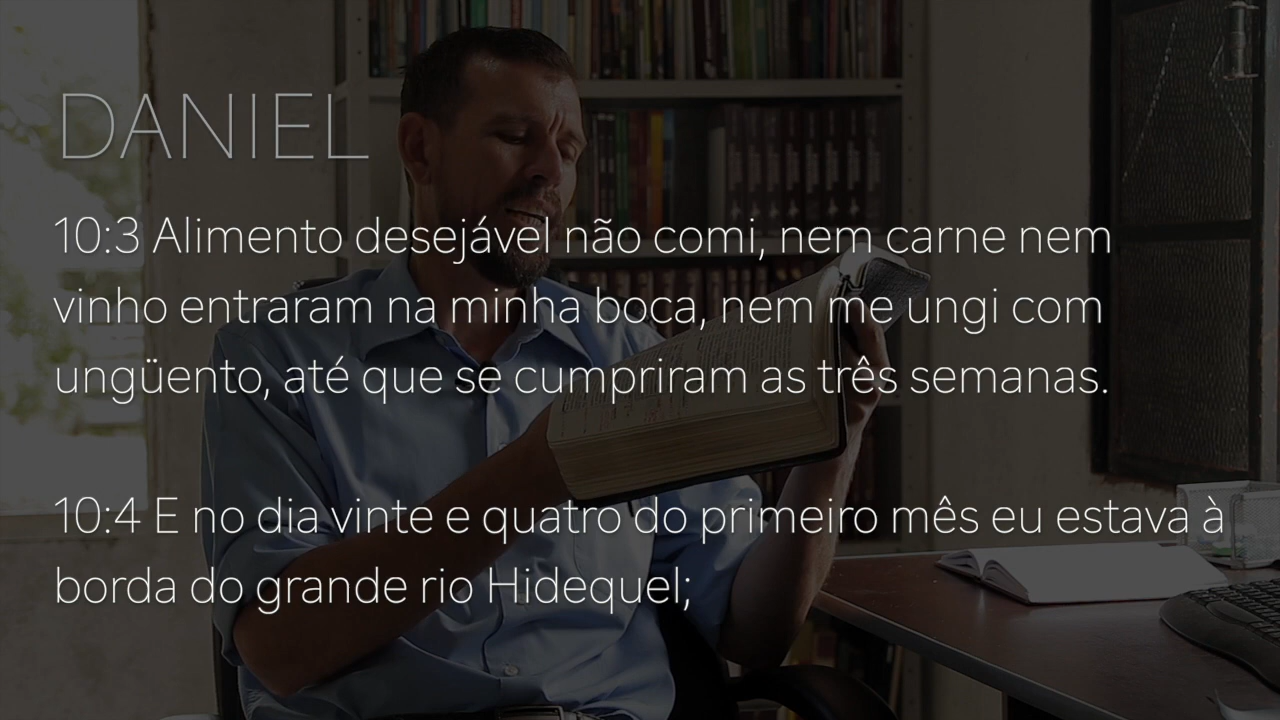 DANIEL
10:3 Alimento desejável não comi, nem carne nem
vinho entraram na minha boca, nem me ungi com
ungüento, até que se cumpriram as três semanas.
10:4 E no dia vinte e quatro do primeiro mês eu estava à
borda do grande rio Hidequel;